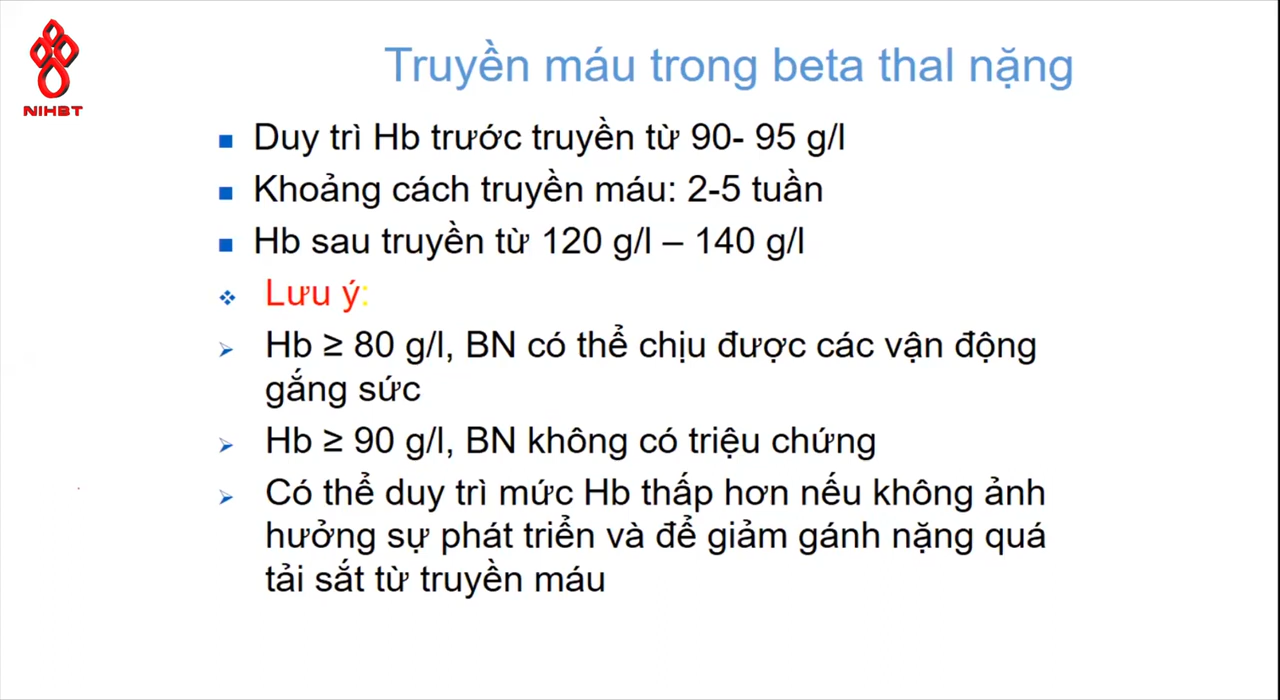 NIHBT
Truyền máu trong beta thal nặng
Duy trì Hb trước truyền từ 90- 95 g/l
Khoảng cách truyền máu: 2-5 tuần
Hb sau truyền từ 120 g/l – 140 g/l
Lưu ý:
Hb ≥ 80 g/l, BN có thể chịu được các vận động
gắng sức
Hb ≥ 90 g/l, BN không có triệu chứng
Có thể duy trì mức Hb thấp hơn nếu không ảnh
hưởng sự phát triển và để giảm gánh nặng quá
tải sắt từ truyền máu